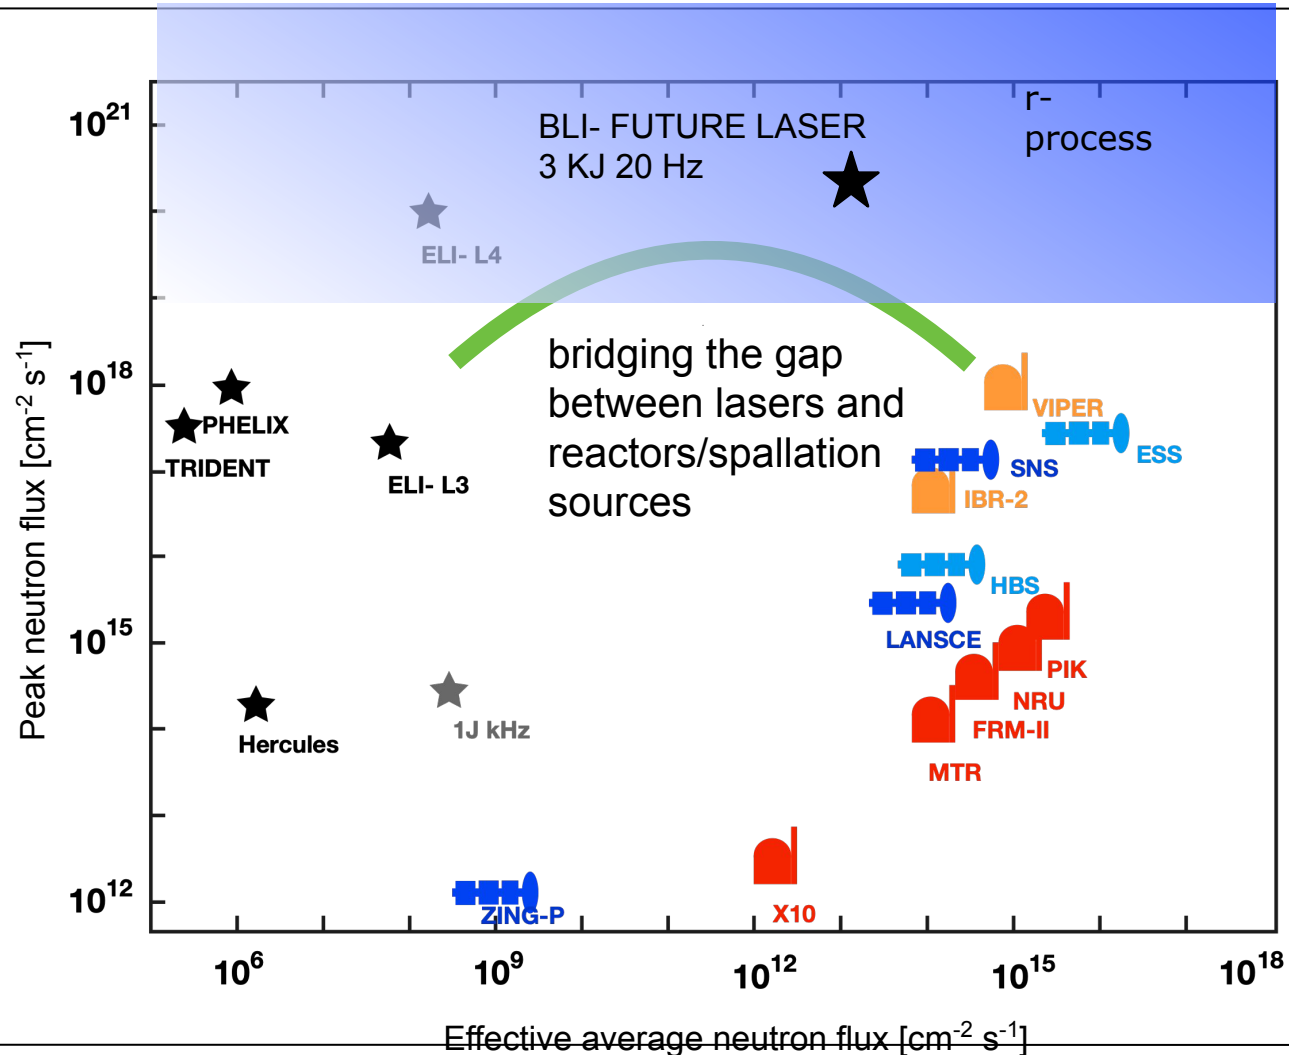 r-
process
BLI- FUTURE LASER
3 KJ 20 Hz
ELI- L4
bridging the gap
between lasers and
reactors/spallation
sources
PHELIX
TRIDENT
ELI- L3
Hercules
1J kHz
VIPER
ESS
SNS
IBR-2
HBS
LANSCE
PIK
NRU
FRM-II
MTR
X10
ZING-P
Peak neutron flux [cm⁻² s⁻¹]
10²¹
10¹⁸
10¹⁵
10¹²
10⁶ 10⁹ 10¹² 10¹⁵ 10¹⁸
Effective average neutron flux [cm⁻² s⁻¹]